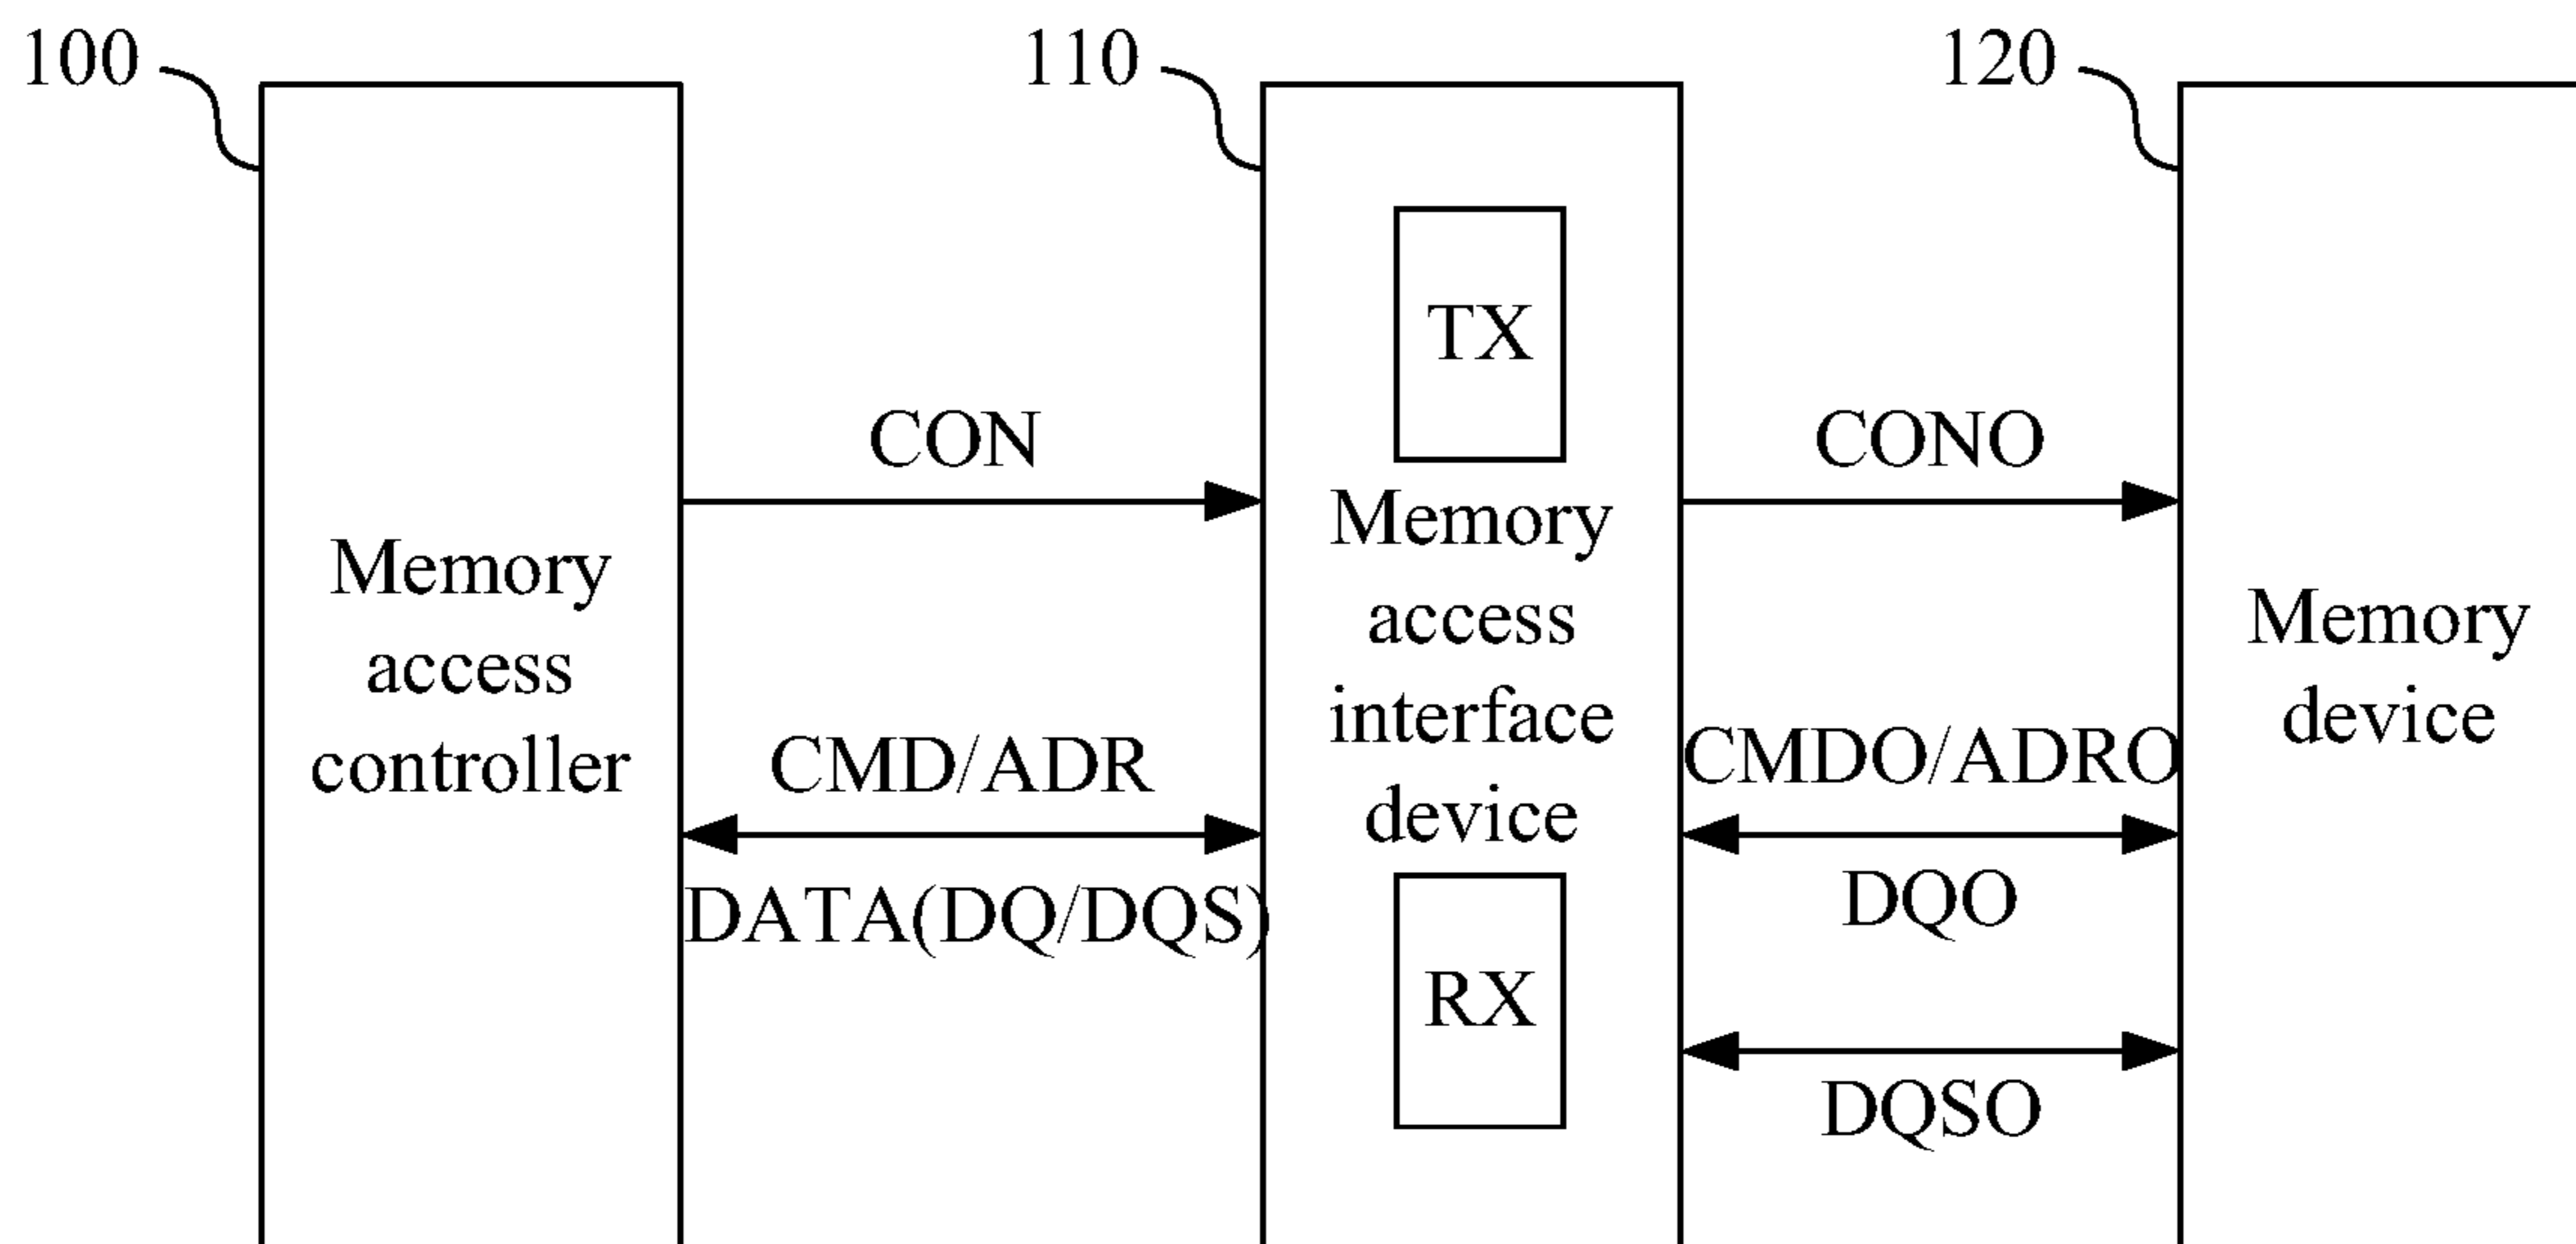 100
110
120
TX
CON
CONO
Memory
access
controller
Memory
access
interface
device
Memory
device
CMD/ADR
CMDO/ADRO
DATA(DQ/DQS)
DQO
RX
DQSO